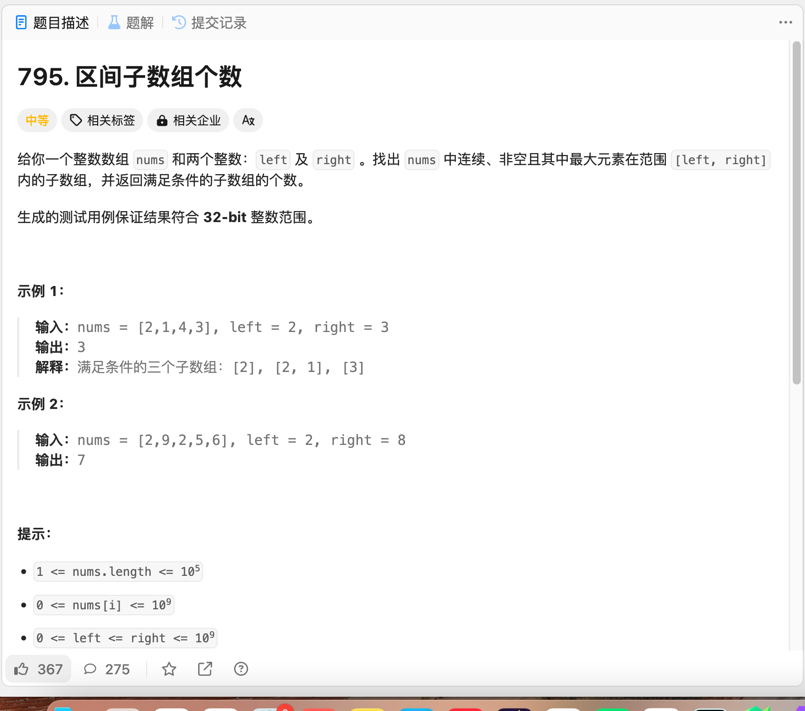 题目描述 题解 提交记录
795. 区间子数组个数
中等 相关标签 相关企业 Ax
给你一个整数数组 nums 和两个整数：left 及 right 。找出 nums 中连续、非空且其中最大元素在范围 [left, right]
内的子数组，并返回满足条件的子数组的个数。
生成的测试用例保证结果符合 32-bit 整数范围。
示例 1：
输入：nums = [2,1,4,3], left = 2, right = 3
输出：3
解释：满足条件的三个子数组：[2], [2, 1], [3]
示例 2：
输入：nums = [2,9,2,5,6], left = 2, right = 8
输出：7
提示：
• 1 <= nums.length <= 10⁵
• 0 <= nums[i] <= 10⁹
• 0 <= left <= right <= 10⁹
367 275